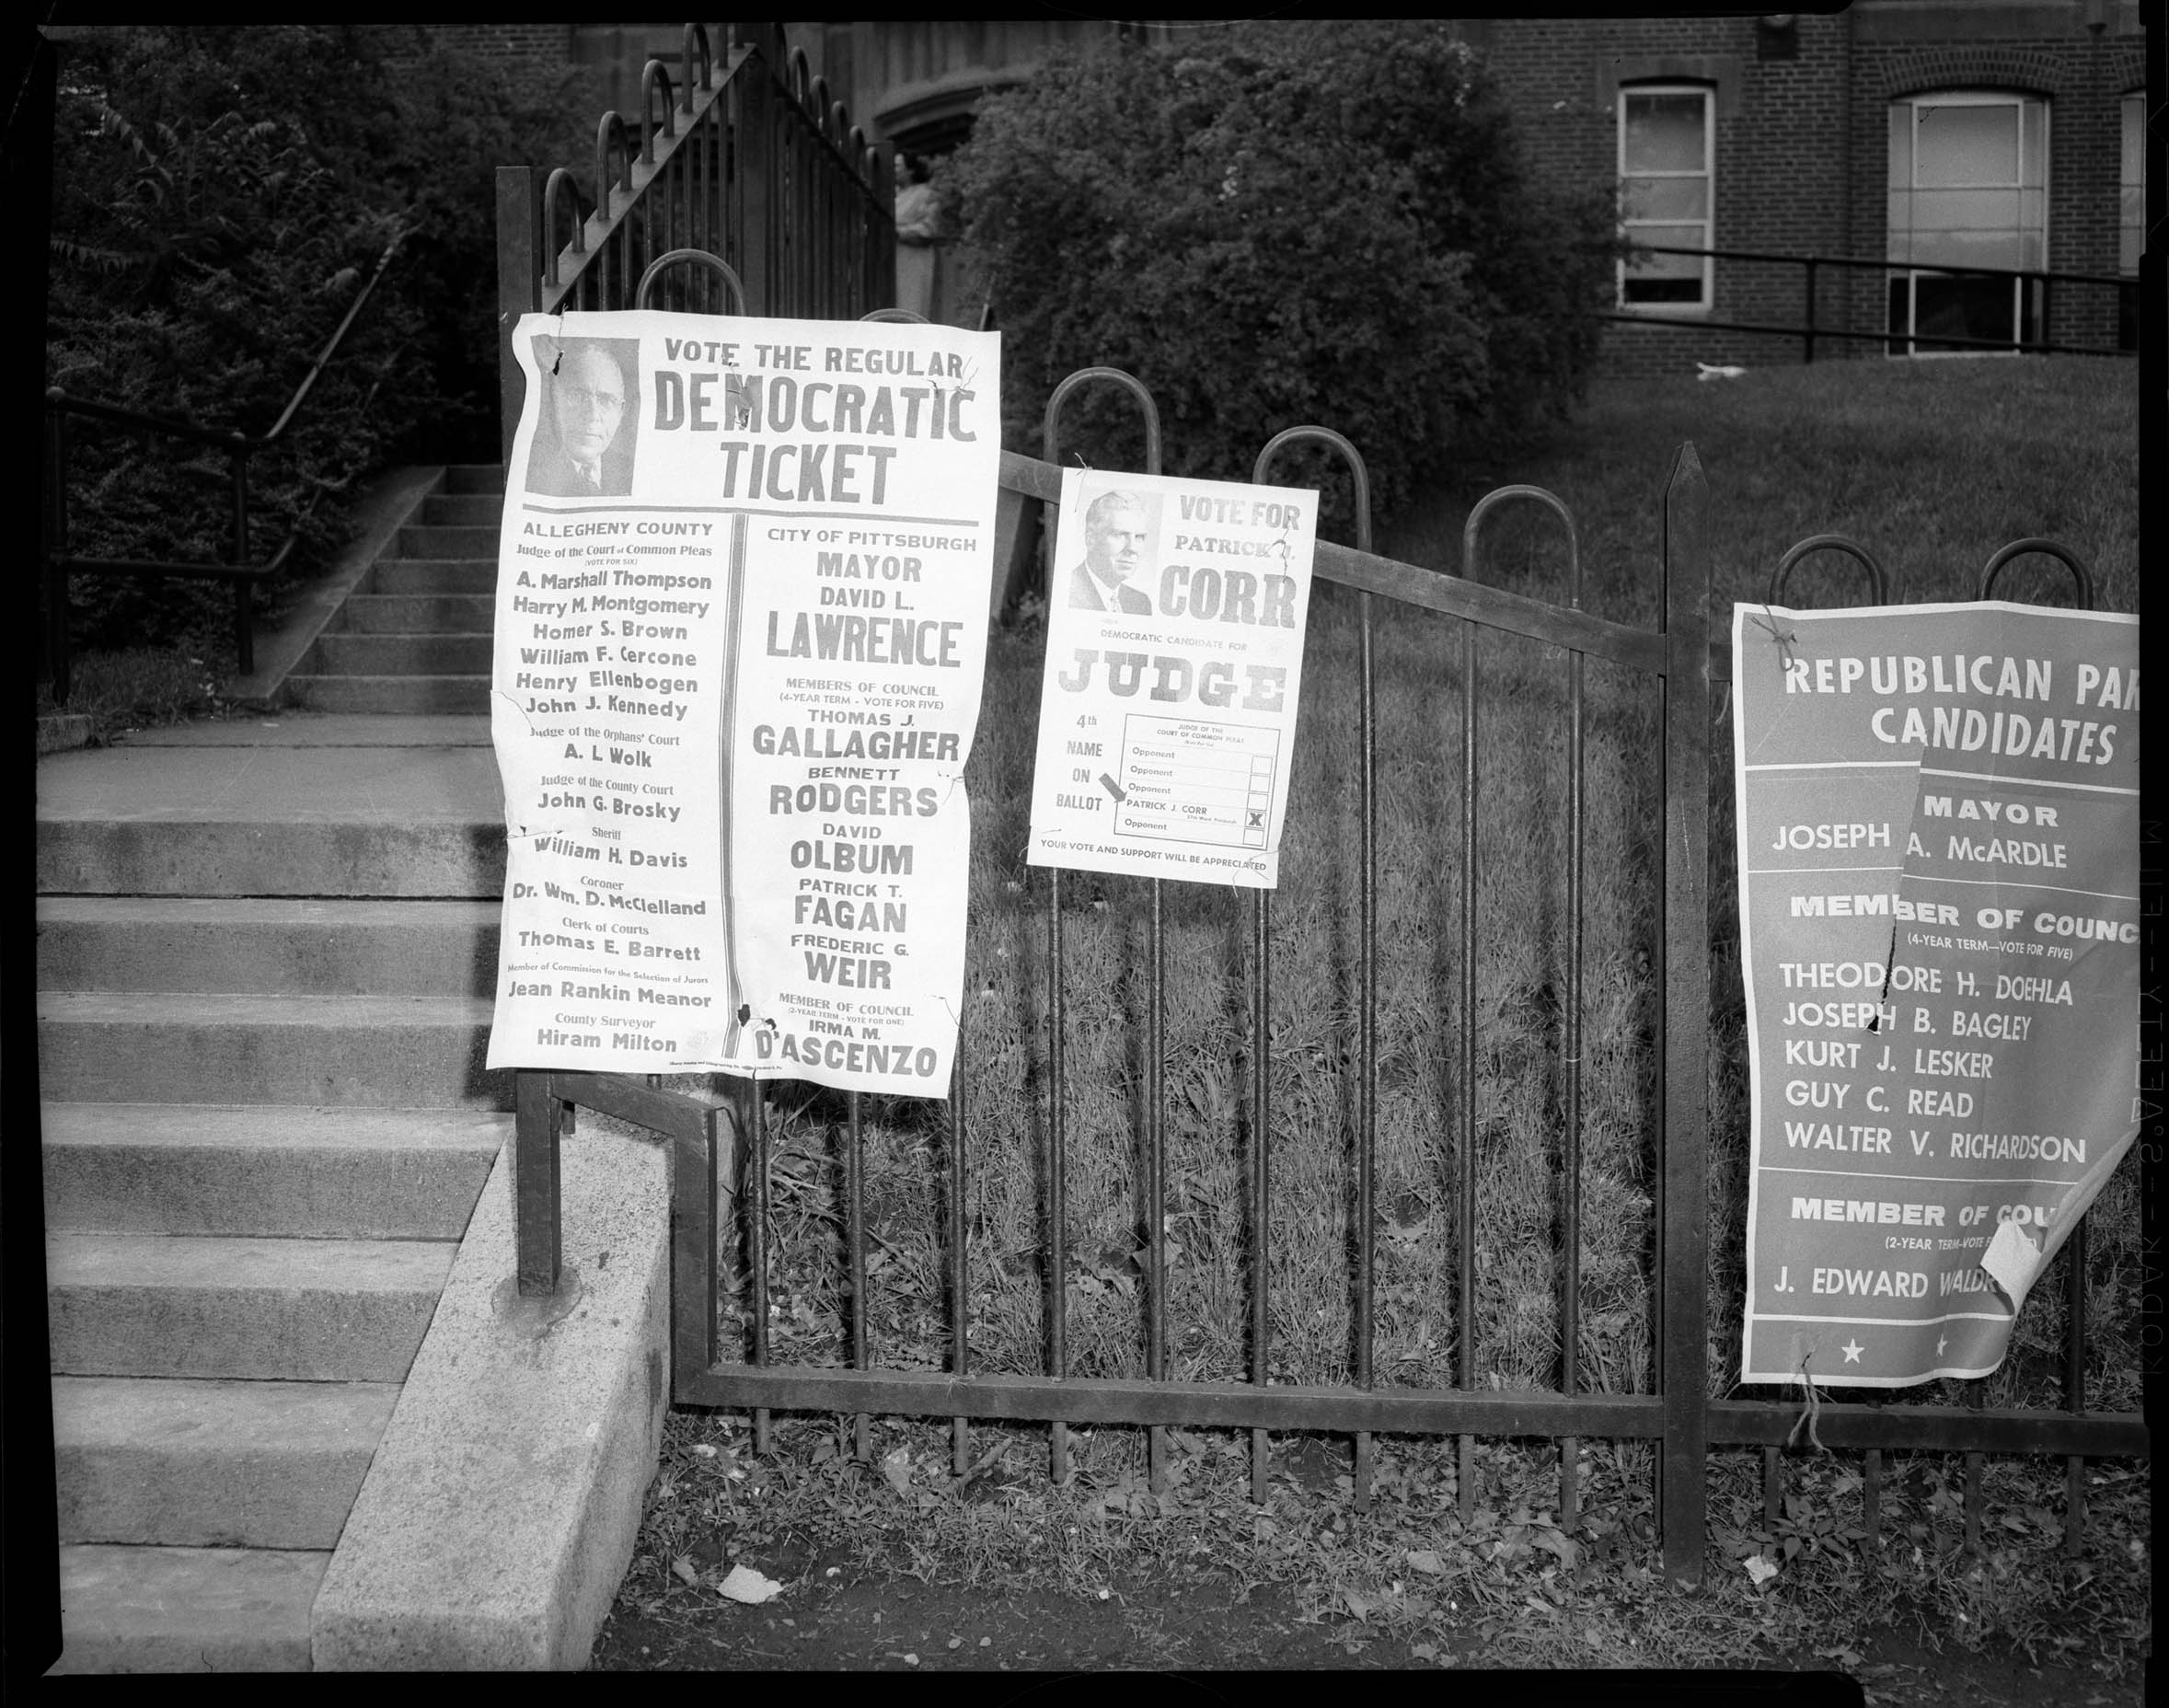 VOTE THE REGULAR
DEMOCRATIC
TICKET
ALLEGHENY COUNTY
Judge of the Court of Common Pleas
(VOTE FOR SIX)
A. Marshall Thompson
Harry M. Montgomery
Homer S. Brown
William F. Cercone
Henry Ellenbogen
John J. Kennedy
Judge of the Orphans' Court
A. L. Wolk
Judge of the County Court
John G. Brosky
Sheriff
William H. Davis
Coroner
Dr. Wm. D. McClelland
Clerk of Courts
Thomas E. Barrett
Member of Commission for the Selection of Jurors
Jean Rankin Meanor
County Surveyor
Hiram Milton
CITY OF PITTSBURGH
MAYOR
DAVID L.
LAWRENCE
MEMBERS OF COUNCIL
(4-YEAR TERM - VOTE FOR FIVE)
THOMAS J.
GALLAGHER
BENNETT
RODGERS
DAVID
OLBUM
PATRICK T.
FAGAN
FREDERIC G.
WEIR
MEMBER OF COUNCIL
(2-YEAR TERM - VOTE FOR ONE)
IRMA M.
D'ASCENZO
VOTE FOR
PATRICK J.
CORR
DEMOCRATIC CANDIDATE FOR
JUDGE
4th
NAME
ON
BALLOT
JUDGE OF THE
COURT OF COMMON PLEAS
Opponent
Opponent
Opponent
PATRICK J. CORR X
Opponent
YOUR VOTE AND SUPPORT WILL BE APPRECIATED
REPUBLICAN PAR
CANDIDATES
MAYOR
JOSEPH A. McARDLE
MEMBER OF COUNC
(4-YEAR TERM—VOTE FOR FIVE)
THEODORE H. DOEHLA
JOSEPH B. BAGLEY
KURT J. LESKER
GUY C. READ
WALTER V. RICHARDSON
MEMBER OF COU
(2-YEAR TERM—VOTE F
J. EDWARD WALDR
KODAK--S'AFETY--FILM